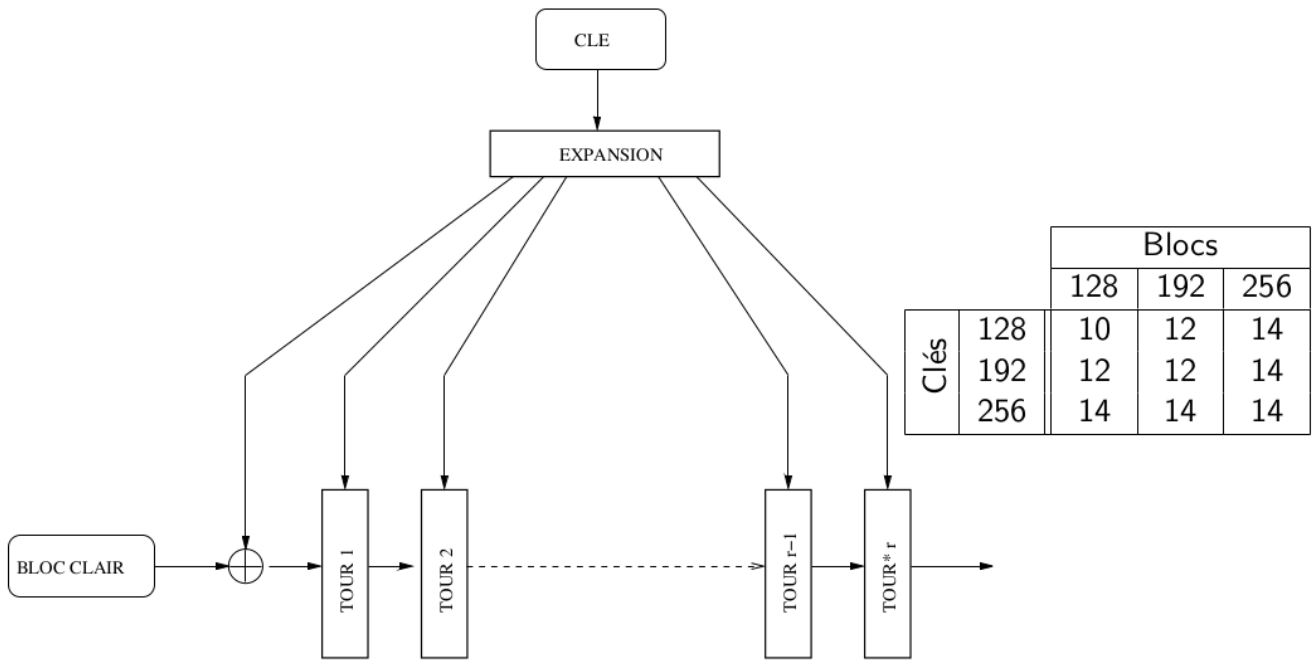 CLE
EXPANSION
Blocs
128 192 256
Clés
128 10 12 14
192 12 12 14
256 14 14 14
BLOC CLAIR
TOUR 1
TOUR 2
TOUR r−1
TOUR* r